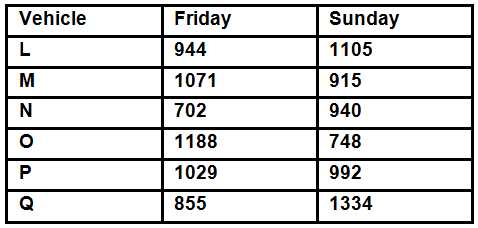 Vehicle Friday Sunday
L 944 1105
M 1071 915
N 702 940
O 1188 748
P 1029 992
Q 855 1334